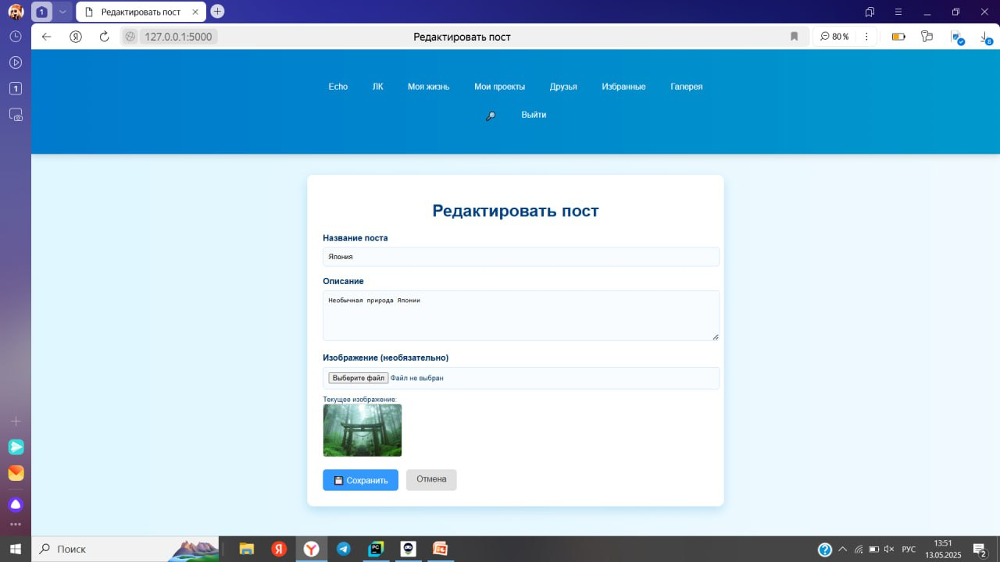 1
Редактировать пост
127.0.0.1:5000
Редактировать пост
80 %
8
1
Echo
ЛК
Моя жизнь
Мои проекты
Друзья
Избранные
Галерея
Выйти
Редактировать пост
Название поста
Япония
Описание
Необычная природа Японии
Изображение (необязательно)
Выберите файл Файл не выбран
Текущее изображение:
Сохранить
Отмена
Поиск
РУС
13:51
13.05.2025
2